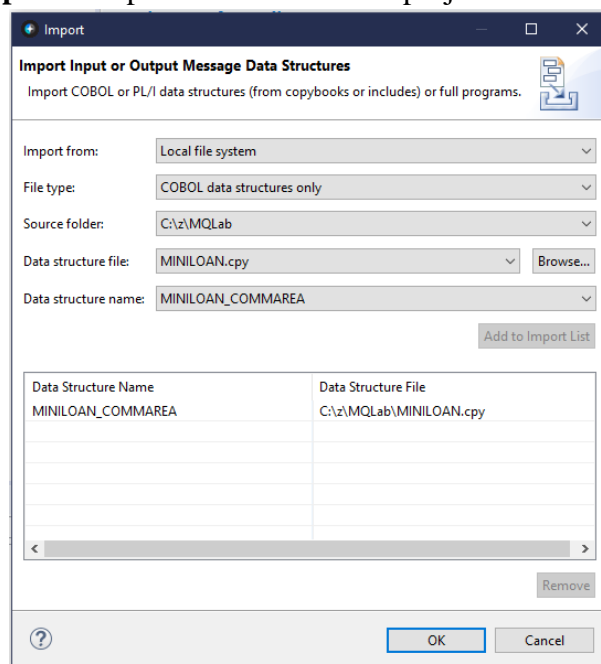 Import
Import Input or Output Message Data Structures
Import COBOL or PL/I data structures (from copybooks or includes) or full programs.
Import from: Local file system
File type: COBOL data structures only
Source folder: C:\z\MQLab
Data structure file: MINILOAN.cpy Browse...
Data structure name: MINILOAN_COMMAREA
Add to Import List
Data Structure Name Data Structure File
MINILOAN_COMMAREA C:\z\MQLab\MINILOAN.cpy
Remove
? OK Cancel